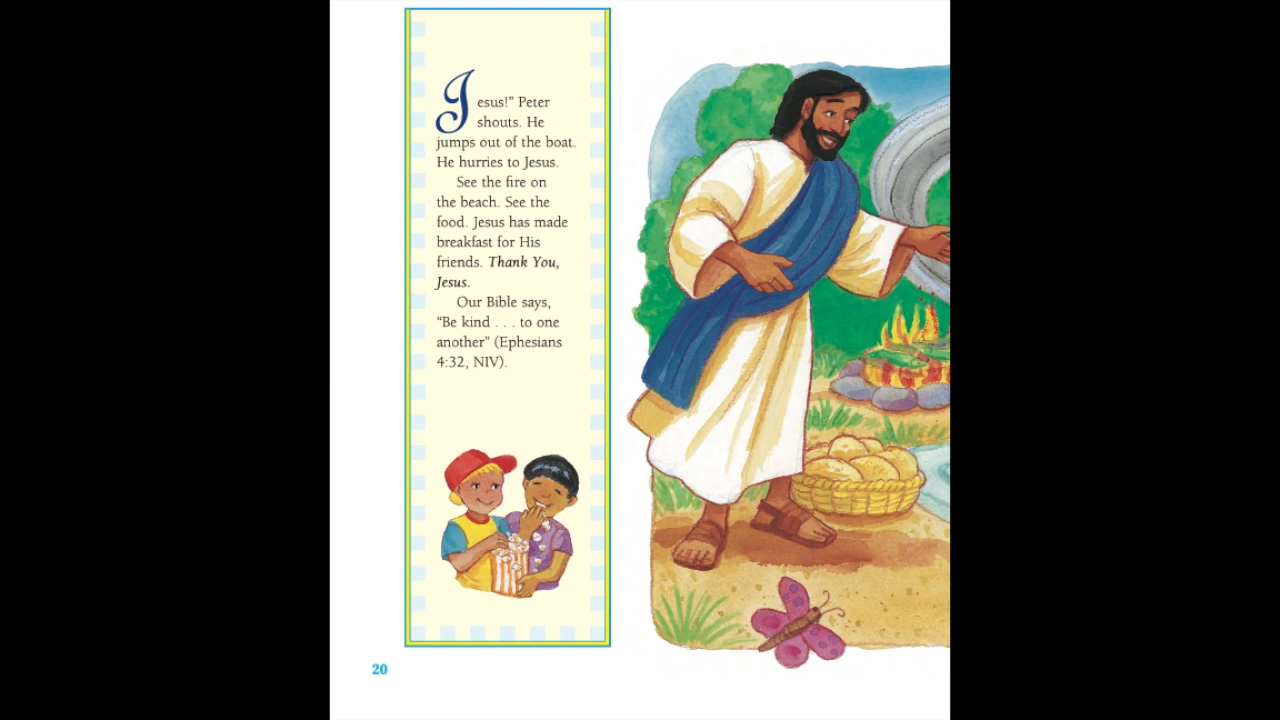 Jesus!” Peter
shouts. He
jumps out of the boat.
He hurries to Jesus.
See the fire on
the beach. See the
food. Jesus has made
breakfast for His
friends. Thank You,
Jesus.
Our Bible says,
“Be kind . . . to one
another” (Ephesians
4:32, NIV).
20